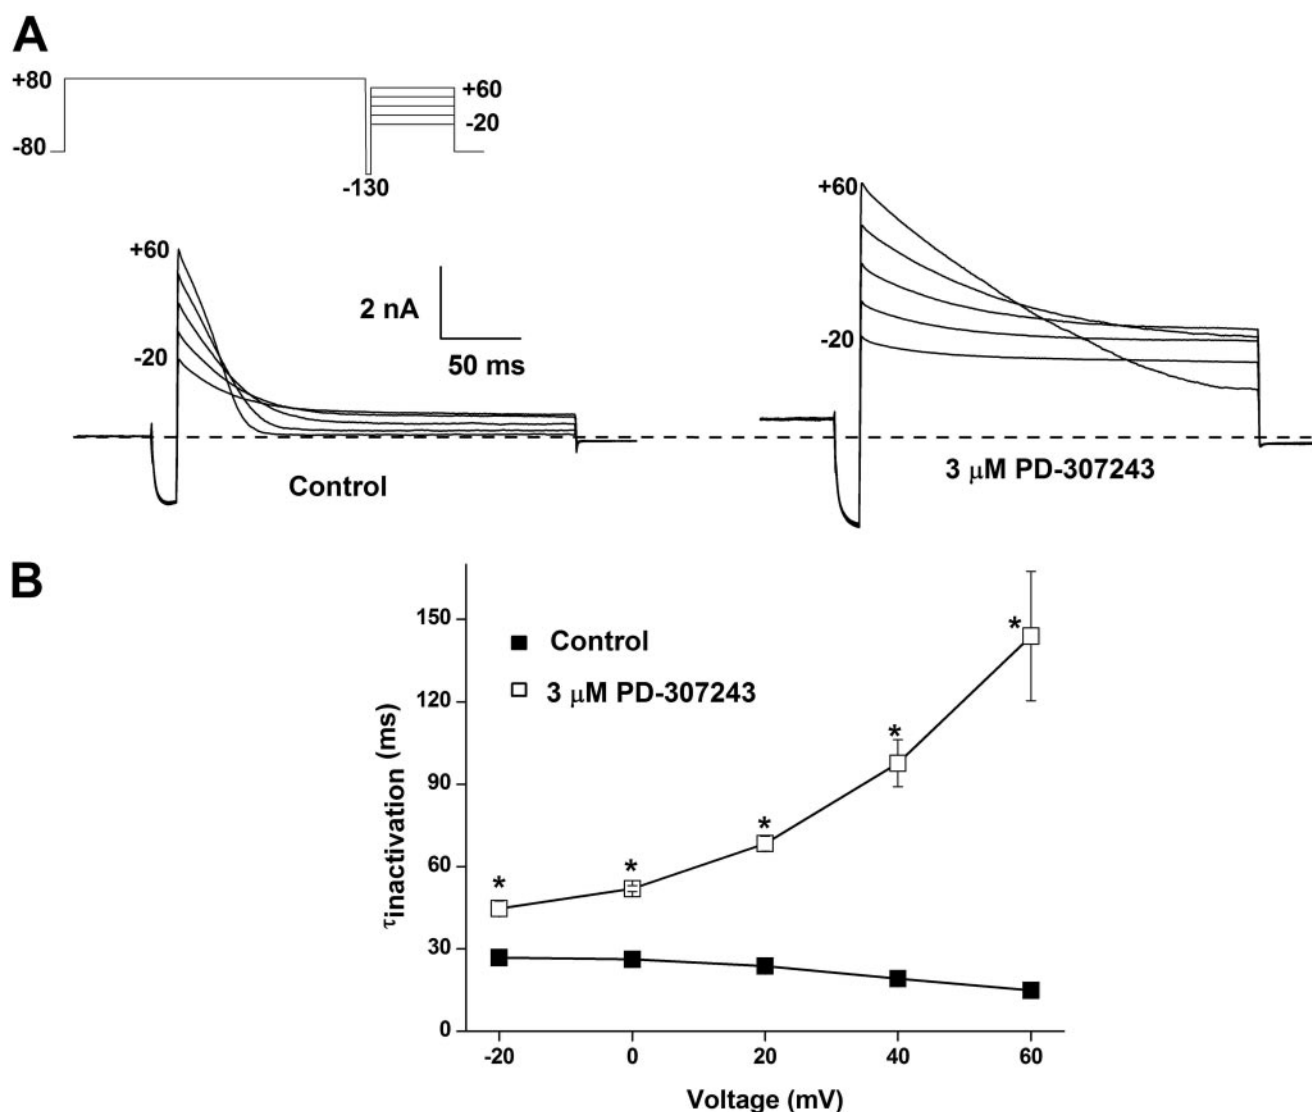 A
+80
+60
-20
-80
-130
+60
+60
2 nA
-20
-20
50 ms
Control
3 μM PD-307243
B
150
Control
3 μM PD-307243
120
90
60
30
0
τinactivation (ms)
* * * * *
-20 0 20 40 60
Voltage (mV)